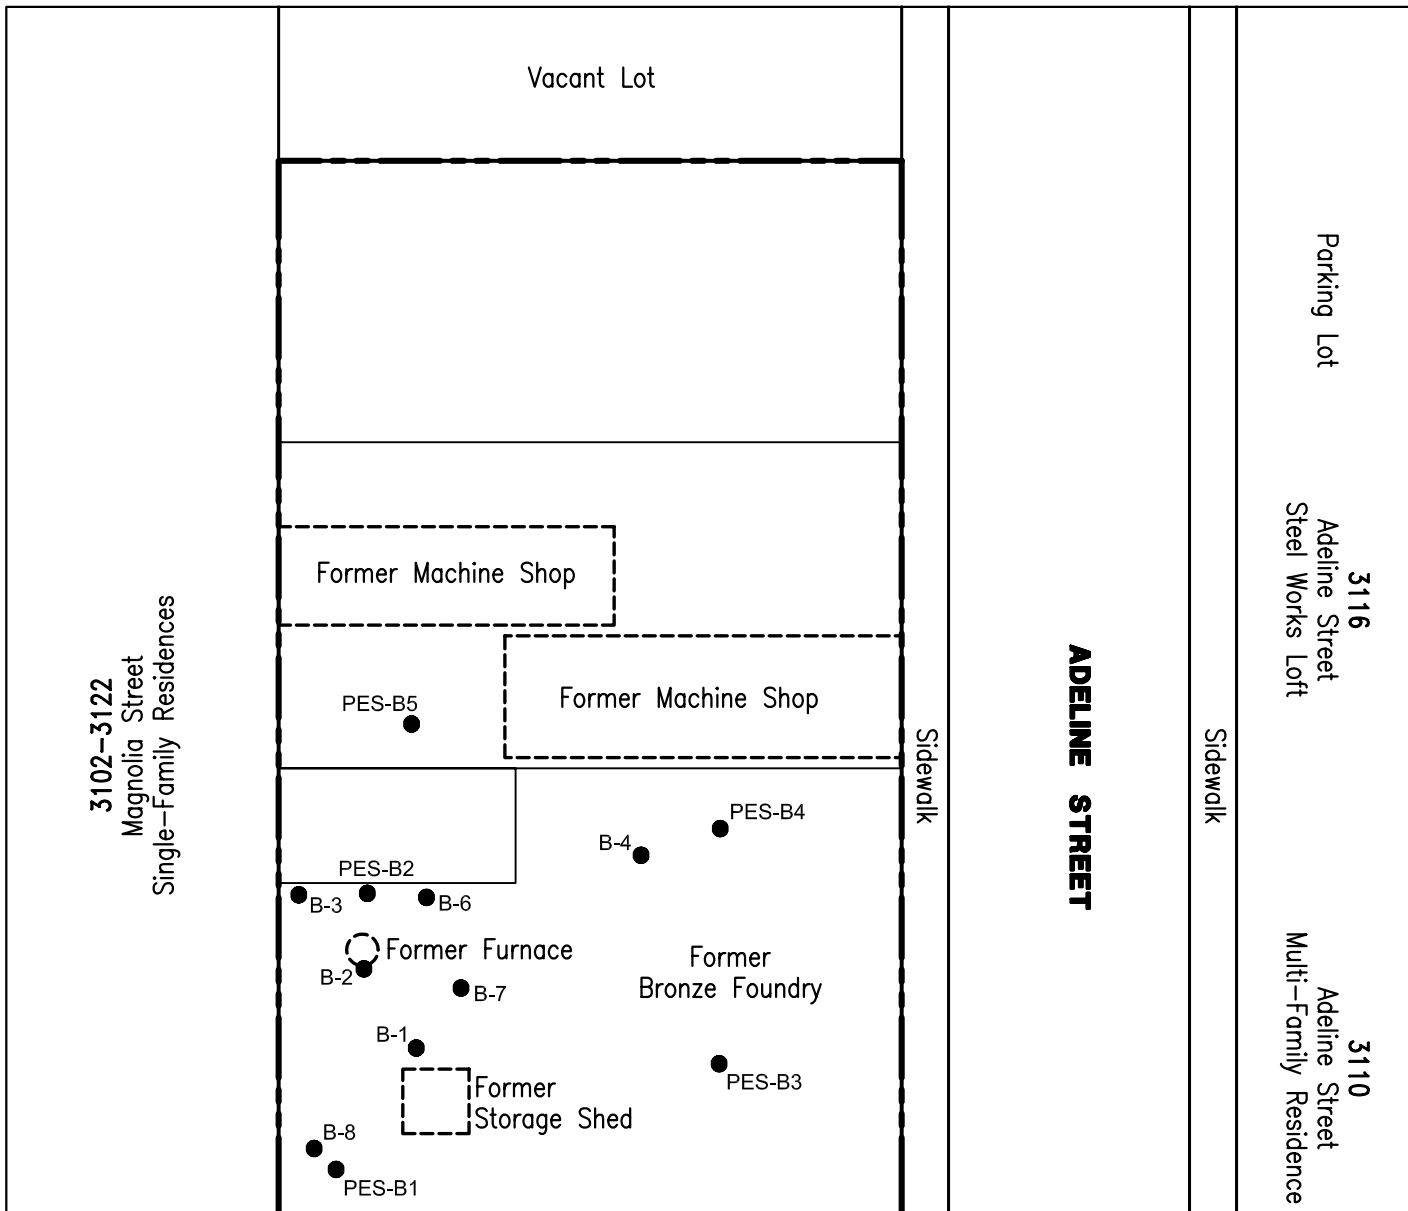 Vacant Lot
Parking Lot
3116
Adeline Street
Steel Works Loft
Former Machine Shop
Former Machine Shop
PES-B5
3102-3122
Magnolia Street
Single-Family Residences
Sidewalk
ADELINE STREET
Sidewalk
PES-B4
B-4
PES-B2
B-3
B-6
Former Furnace
B-2
B-7
Former
Bronze Foundry
B-1
PES-B3
Former
Storage Shed
B-8
PES-B1
3110
Adeline Street
Multi-Family Residence